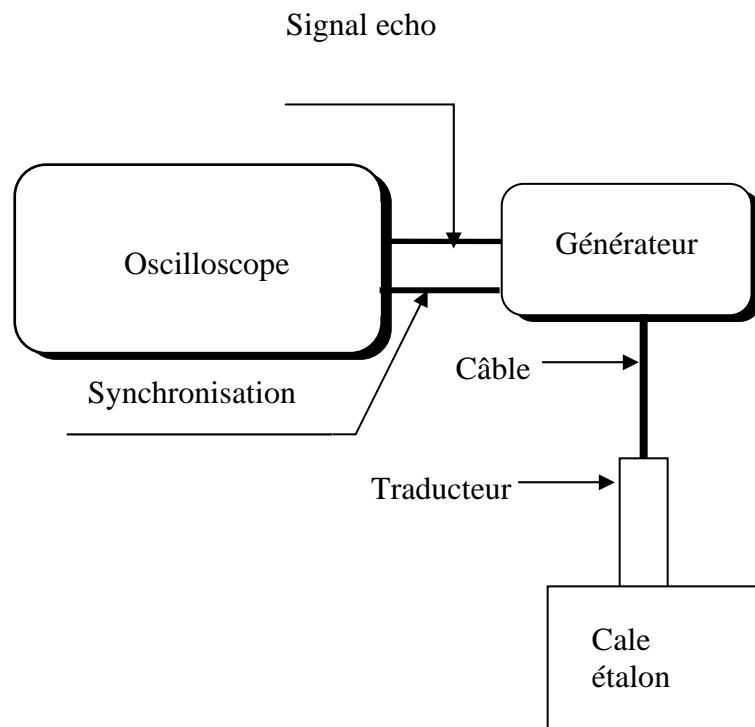 Signal echo
Oscilloscope
Générateur
Synchronisation
Câble
Traducteur
Cale
étalon